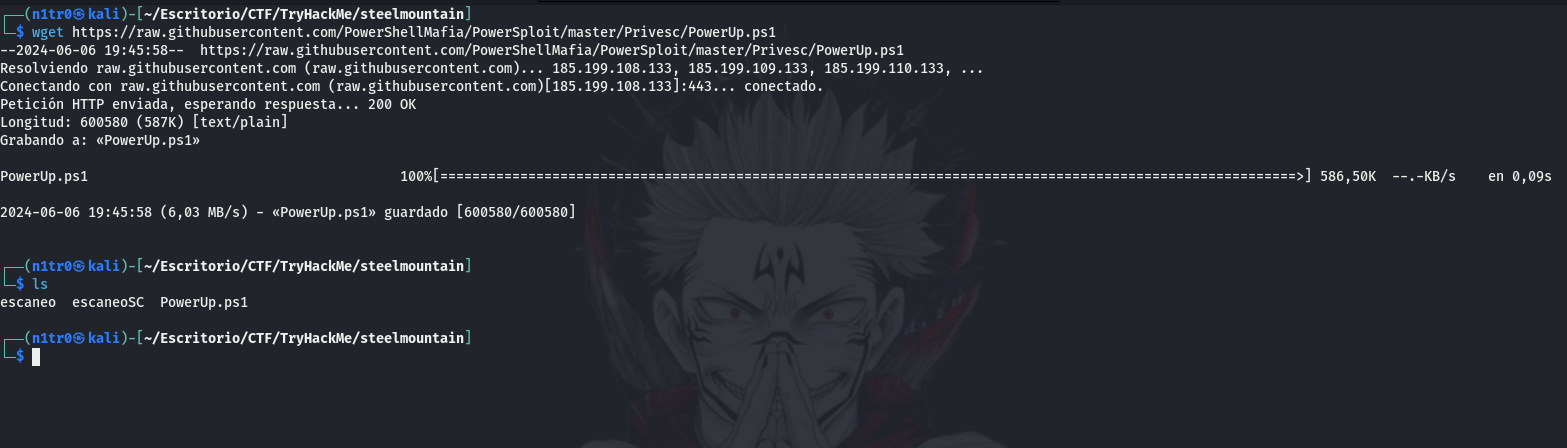 ┌──(n1tr0㉿kali)-[~/Escritorio/CTF/TryHackMe/steelmountain]
└─$ wget https://raw.githubusercontent.com/PowerShellMafia/PowerSploit/master/Privesc/PowerUp.ps1
--2024-06-06 19:45:58--  https://raw.githubusercontent.com/PowerShellMafia/PowerSploit/master/Privesc/PowerUp.ps1
Resolviendo raw.githubusercontent.com (raw.githubusercontent.com)... 185.199.108.133, 185.199.109.133, 185.199.110.133, ...
Conectando con raw.githubusercontent.com (raw.githubusercontent.com)[185.199.108.133]:443... conectado.
Petición HTTP enviada, esperando respuesta... 200 OK
Longitud: 600580 (587K) [text/plain]
Grabando a: «PowerUp.ps1»
PowerUp.ps1 100%[===========================================================================================================>] 586,50K  --.-KB/s    en 0,09s
2024-06-06 19:45:58 (6,03 MB/s) - «PowerUp.ps1» guardado [600580/600580]
┌──(n1tr0㉿kali)-[~/Escritorio/CTF/TryHackMe/steelmountain]
└─$ ls
escaneo  escaneoSC  PowerUp.ps1
┌──(n1tr0㉿kali)-[~/Escritorio/CTF/TryHackMe/steelmountain]
└─$